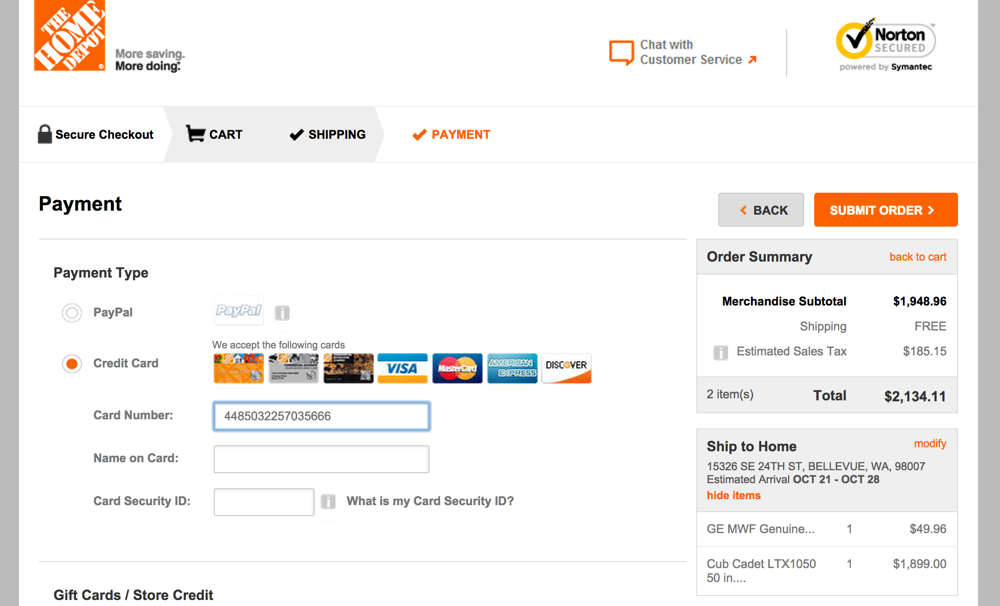 THE
HOME
DEPOT
More saving.
More doing.
Chat with
Customer Service
Norton
SECURED
powered by Symantec
Secure Checkout
CART
SHIPPING
PAYMENT
Payment
BACK
SUBMIT ORDER
Payment Type
PayPal
PayPal
We accept the following cards
Credit Card
VISA
MasterCard
AMERICAN
EXPRESS
DISCOVER
Card Number:
4485032257035666
Name on Card:
Card Security ID:
What is my Card Security ID?
Gift Cards / Store Credit
Order Summary
back to cart
Merchandise Subtotal $1,948.96
Shipping FREE
Estimated Sales Tax $185.15
2 item(s) Total $2,134.11
Ship to Home
modify
15326 SE 24TH ST, BELLEVUE, WA, 98007
Estimated Arrival OCT 21 - OCT 28
hide items
GE MWF Genuine... 1 $49.96
Cub Cadet LTX1050 1 $1,899.00
50 in....